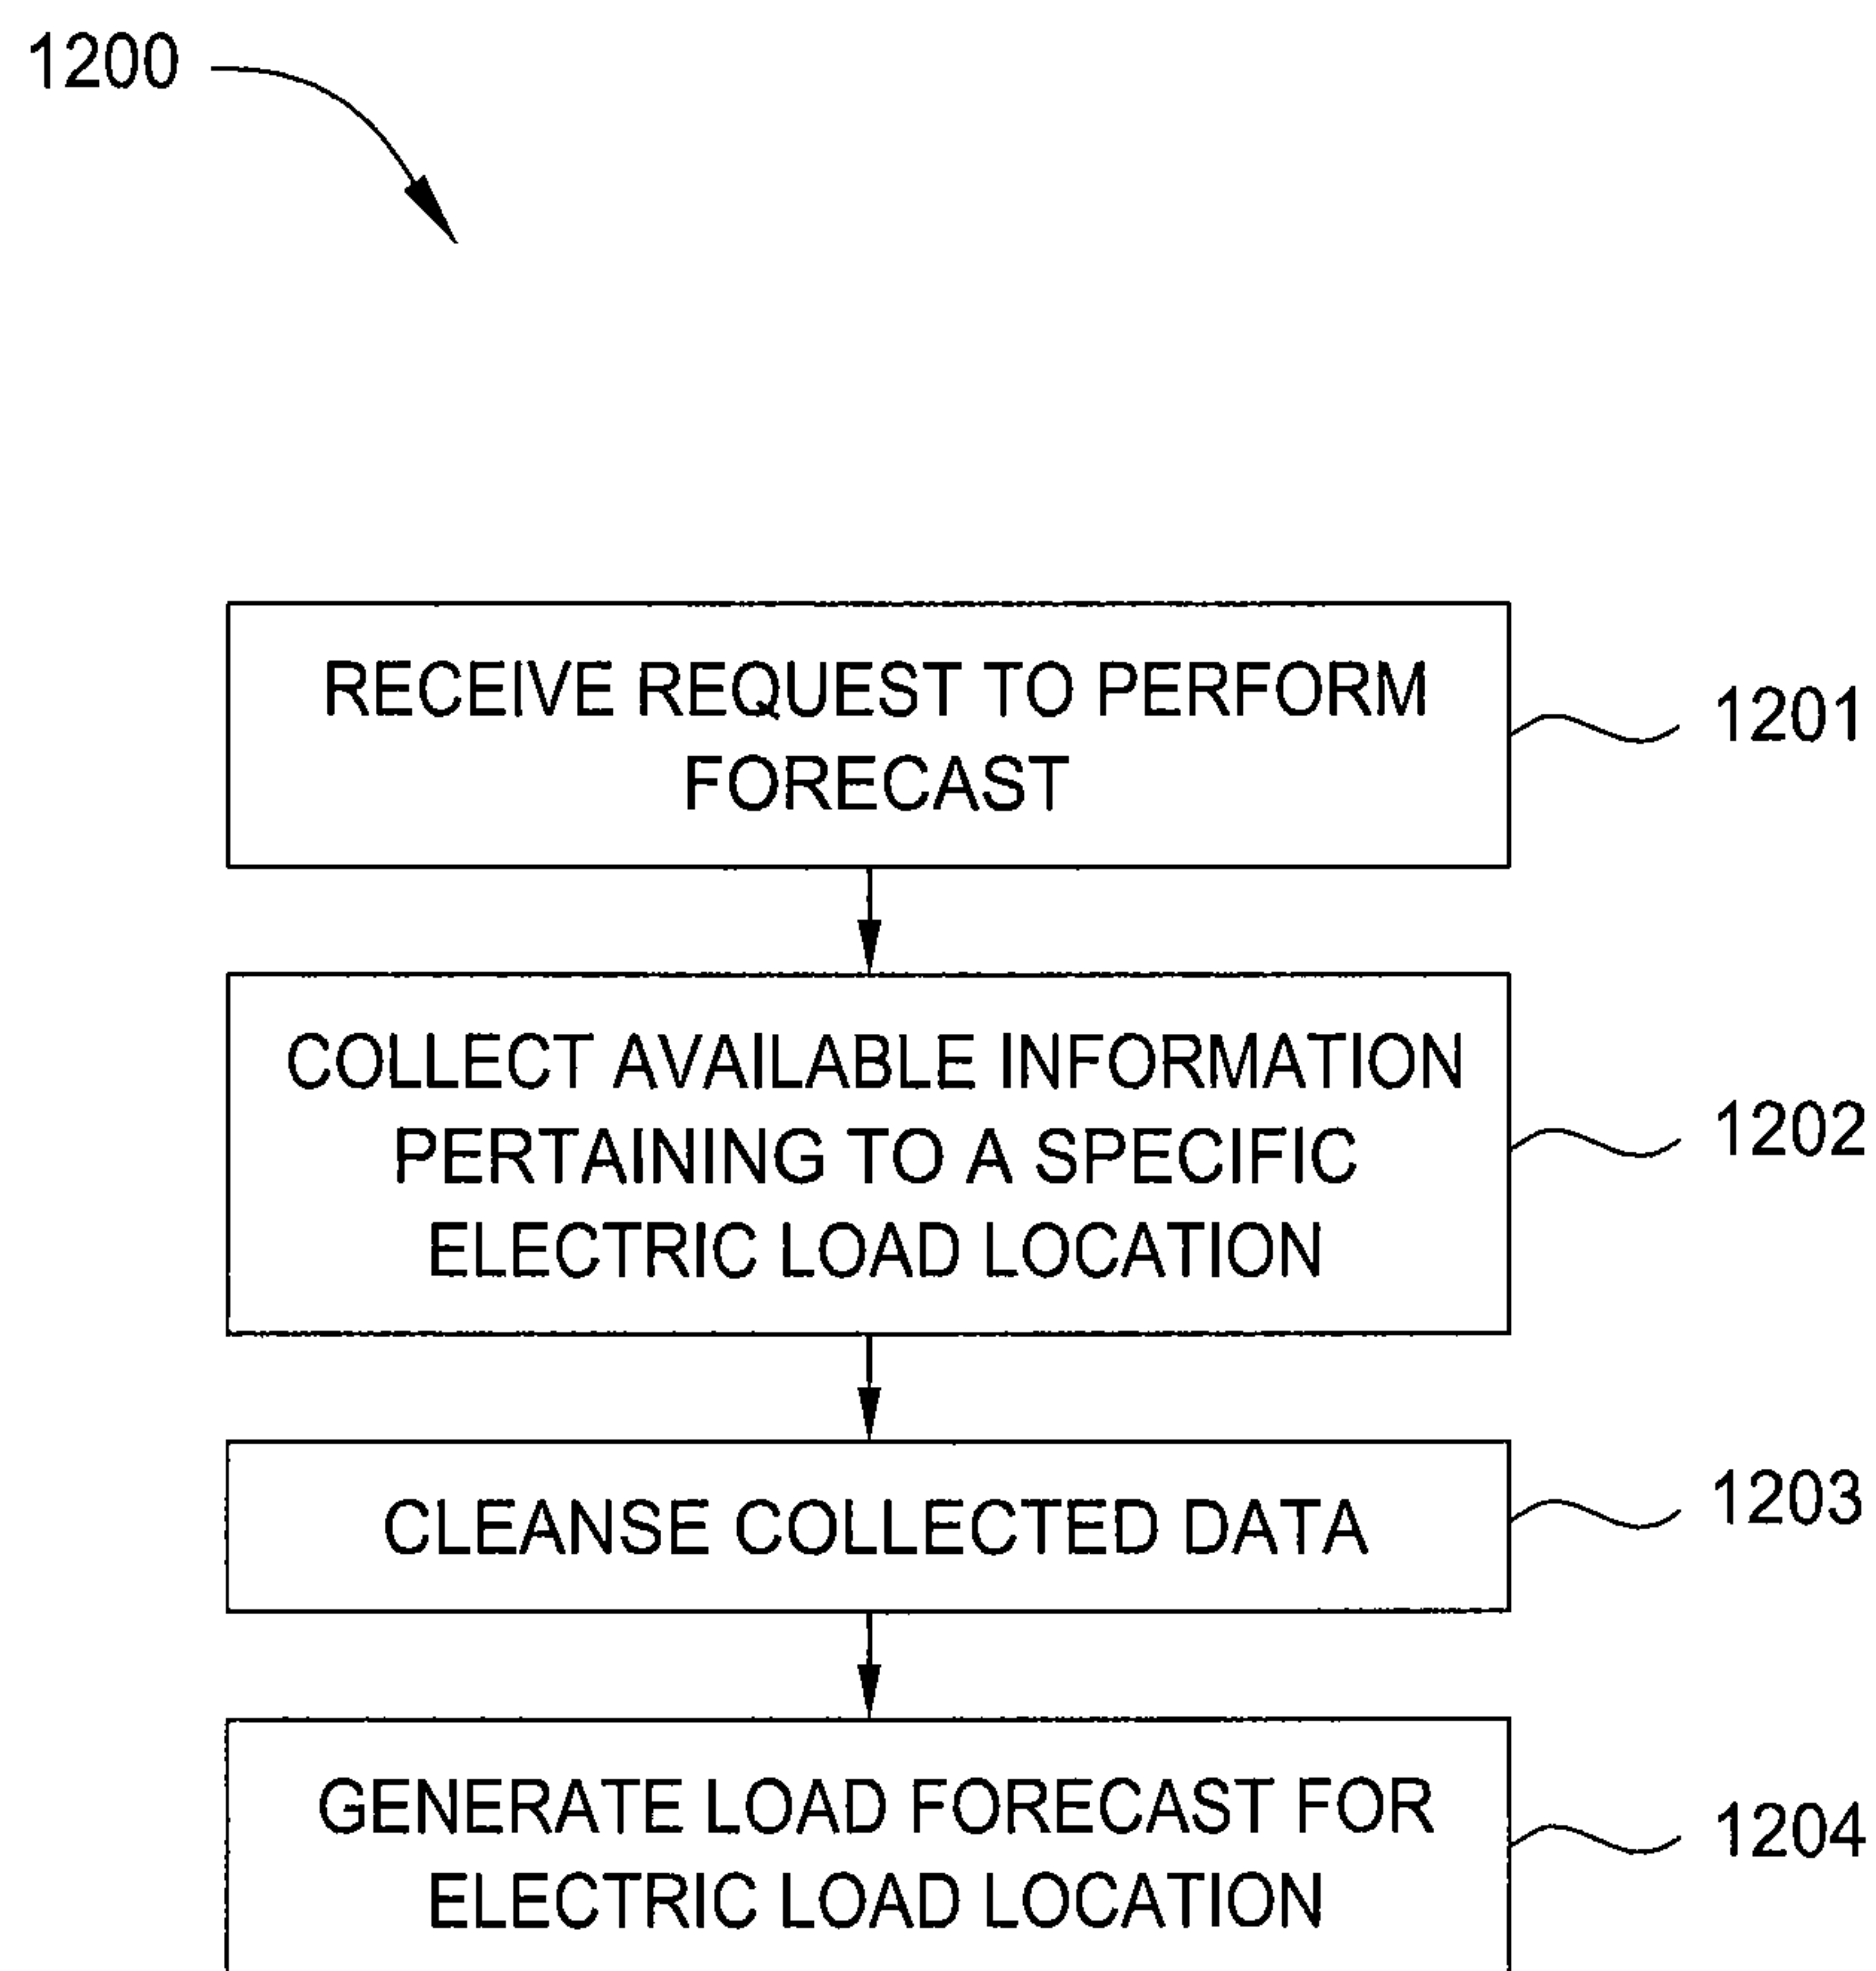 1200
RECEIVE REQUEST TO PERFORM
FORECAST
1201
COLLECT AVAILABLE INFORMATION
PERTAINING TO A SPECIFIC
ELECTRIC LOAD LOCATION
1202
CLEANSE COLLECTED DATA
1203
GENERATE LOAD FORECAST FOR
ELECTRIC LOAD LOCATION
1204